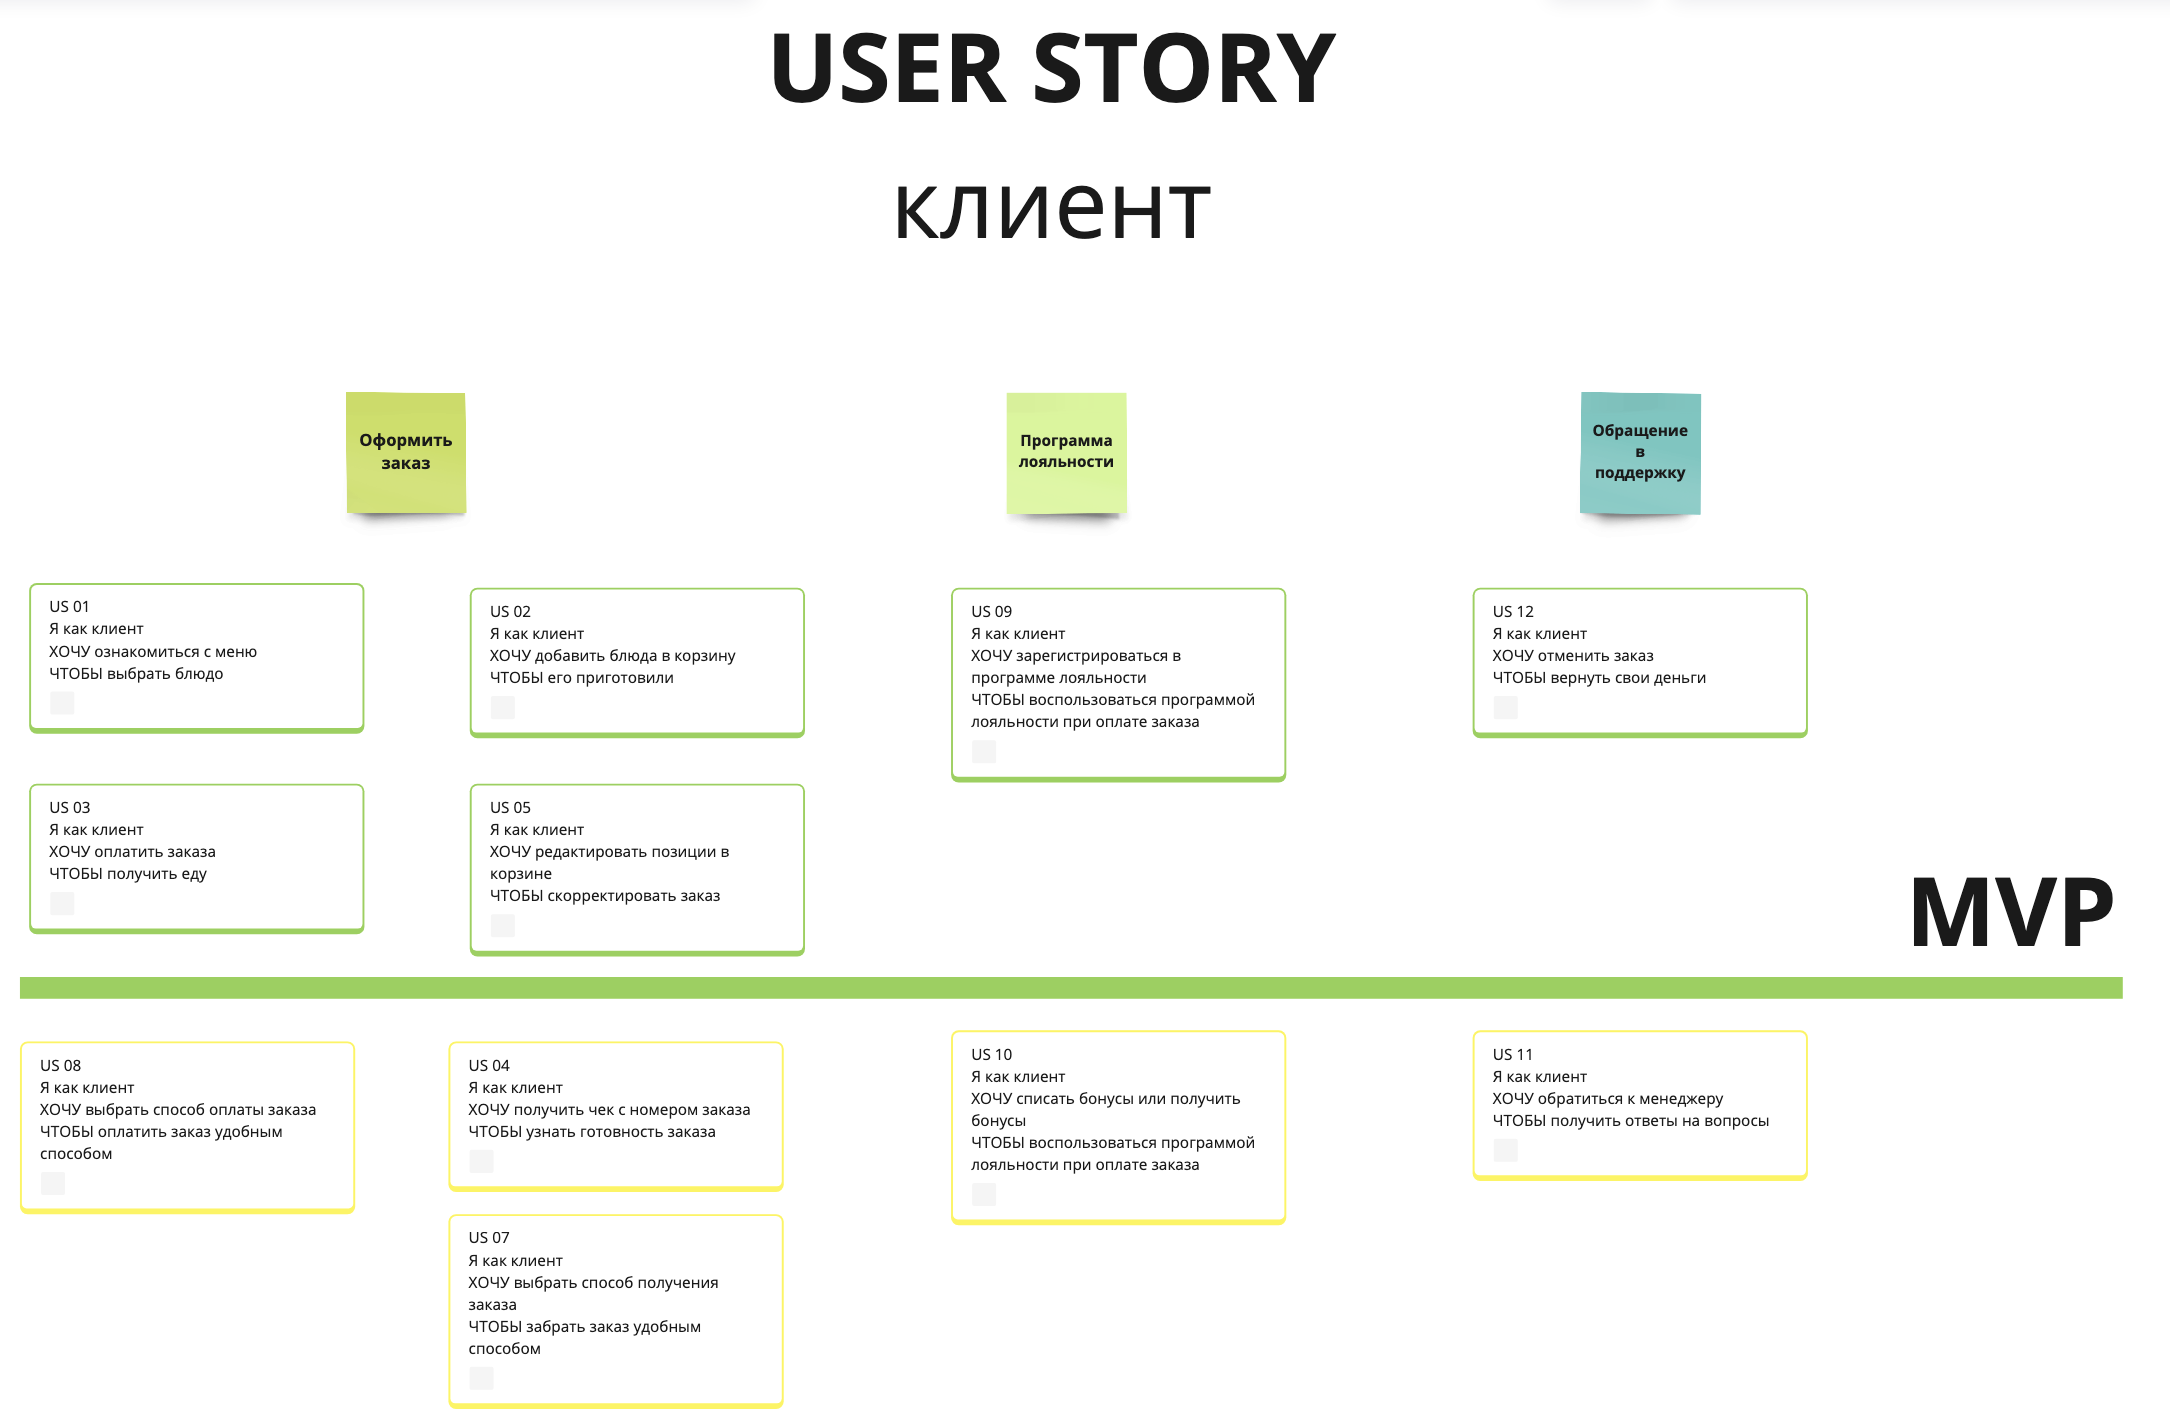 USER STORY
клиент
Оформить
заказ
Программа
лояльности
Обращение
в
поддержку
US 01
Я как клиент
ХОЧУ ознакомиться с меню
ЧТОБЫ выбрать блюдо
US 02
Я как клиент
ХОЧУ добавить блюда в корзину
ЧТОБЫ его приготовили
US 09
Я как клиент
ХОЧУ зарегистрироваться в
программе лояльности
ЧТОБЫ воспользоваться программой
лояльности при оплате заказа
US 12
Я как клиент
ХОЧУ отменить заказ
ЧТОБЫ вернуть свои деньги
US 03
Я как клиент
ХОЧУ оплатить заказа
ЧТОБЫ получить еду
US 05
Я как клиент
ХОЧУ редактировать позиции в
корзине
ЧТОБЫ скорректировать заказ
MVP
US 08
Я как клиент
ХОЧУ выбрать способ оплаты заказа
ЧТОБЫ оплатить заказ удобным
способом
US 04
Я как клиент
ХОЧУ получить чек с номером заказа
ЧТОБЫ узнать готовность заказа
US 10
Я как клиент
ХОЧУ списать бонусы или получить
бонусы
ЧТОБЫ воспользоваться программой
лояльности при оплате заказа
US 11
Я как клиент
ХОЧУ обратиться к менеджеру
ЧТОБЫ получить ответы на вопросы
US 07
Я как клиент
ХОЧУ выбрать способ получения
заказа
ЧТОБЫ забрать заказ удобным
способом